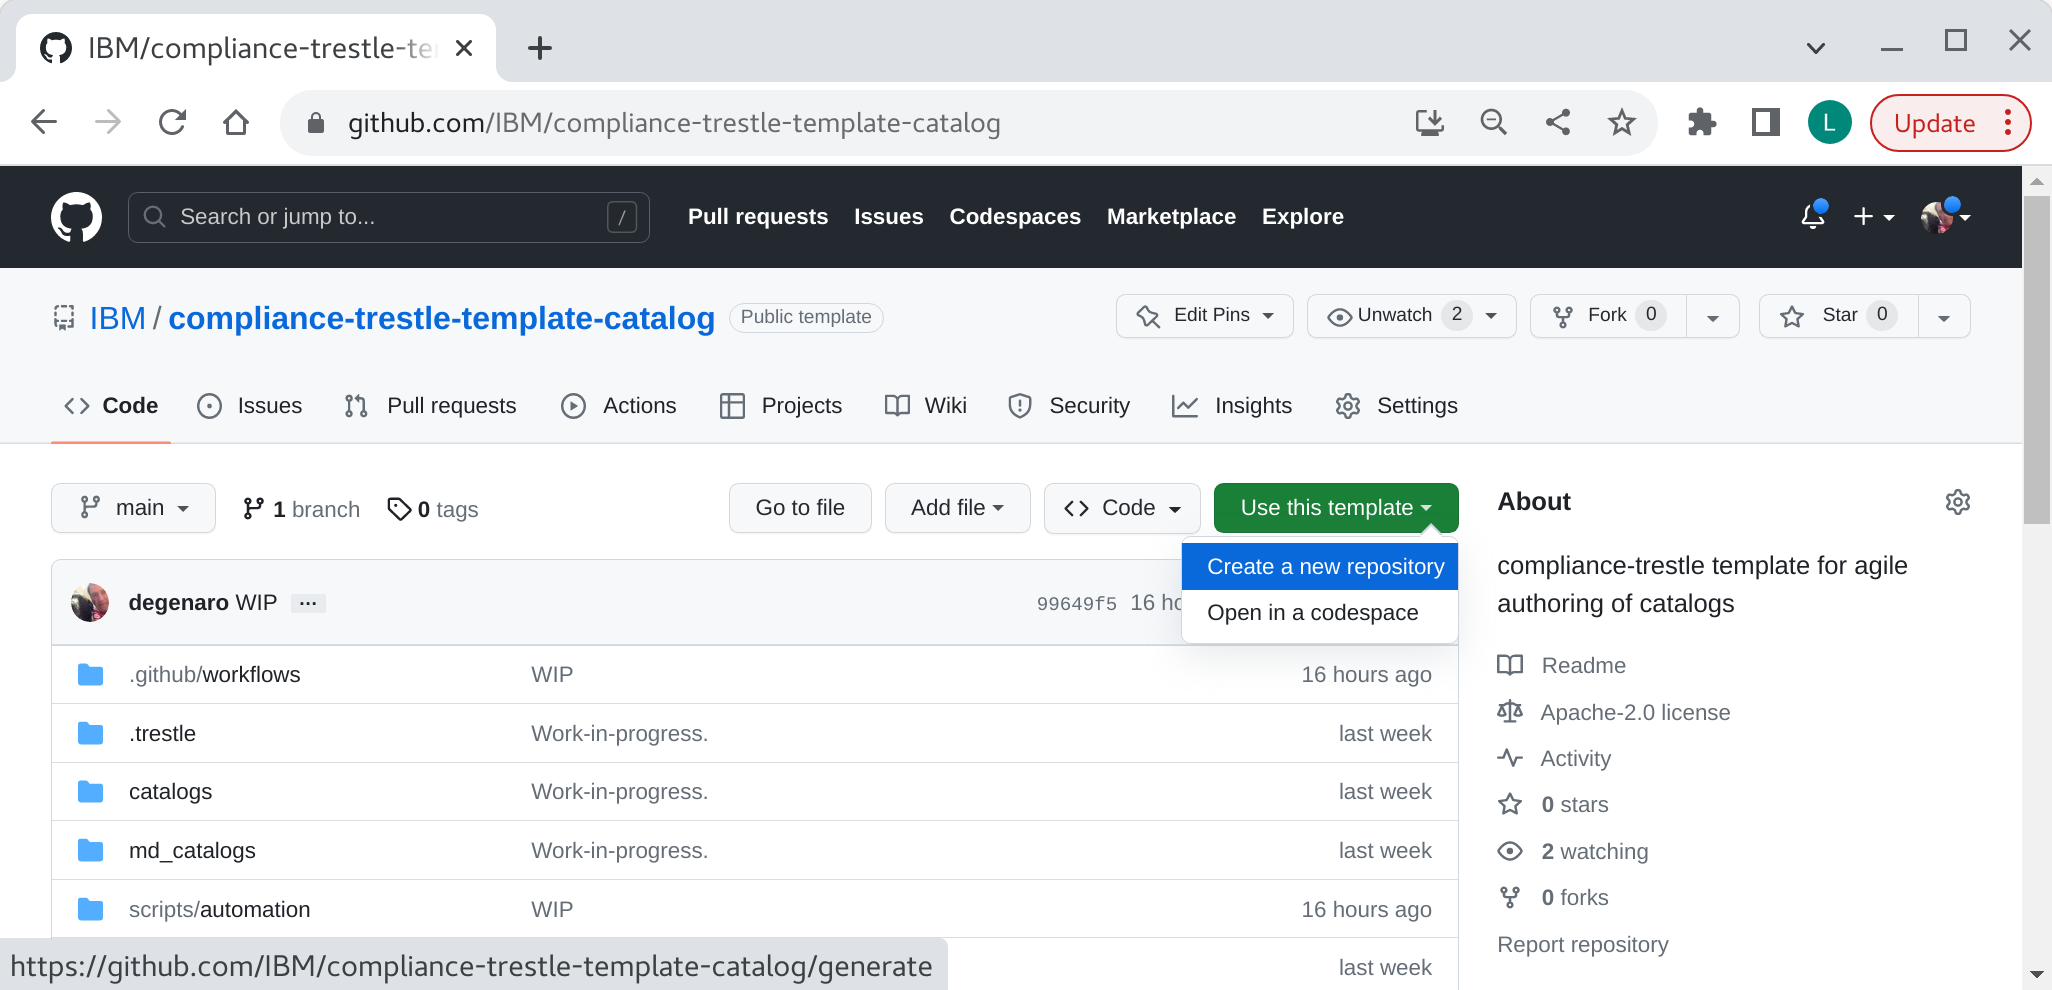 IBM/compliance-trestle-te
github.com/IBM/compliance-trestle-template-catalog
L
Update
Search or jump to...
/
Pull requests
Issues
Codespaces
Marketplace
Explore
IBM / compliance-trestle-template-catalog
Public template
Edit Pins
Unwatch 2
Fork 0
Star 0
Code
Issues
Pull requests
Actions
Projects
Wiki
Security
Insights
Settings
main
1 branch
0 tags
Go to file
Add file
Code
Use this template
Create a new repository
Open in a codespace
degenaro WIP ...
99649f5 16 ho
.github/workflows WIP 16 hours ago
.trestle Work-in-progress. last week
catalogs Work-in-progress. last week
md_catalogs Work-in-progress. last week
scripts/automation WIP 16 hours ago
last week
About
compliance-trestle template for agile
authoring of catalogs
Readme
Apache-2.0 license
Activity
0 stars
2 watching
0 forks
Report repository
https://github.com/IBM/compliance-trestle-template-catalog/generate